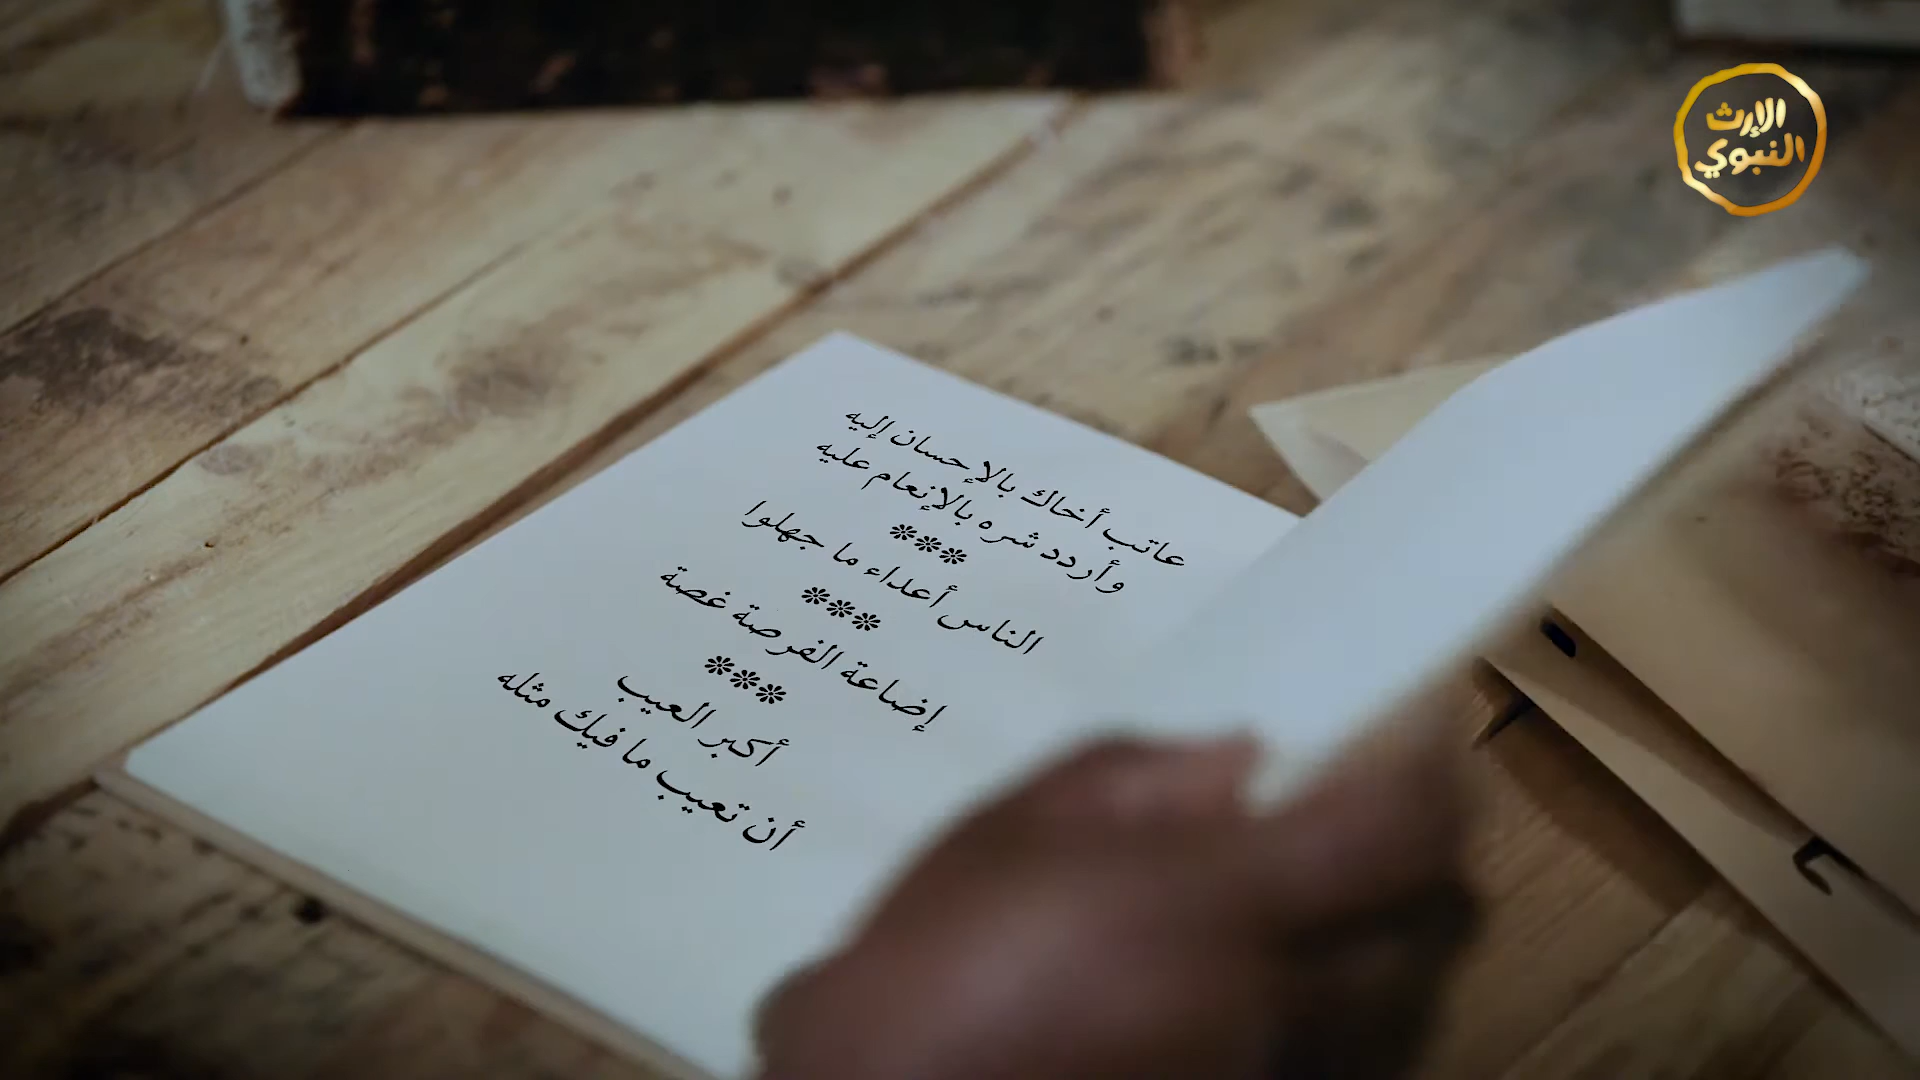 الإرث
النبوي
عاتب أخاك بالإحسان إليه
وأردد شره بالإنعام عليه
❊❊❊
الناس أعداء ما جهلوا
❊❊❊
إضاعة الفرصة غصة
❊❊❊
أكبر العيب
أن تعيب ما فيك مثله